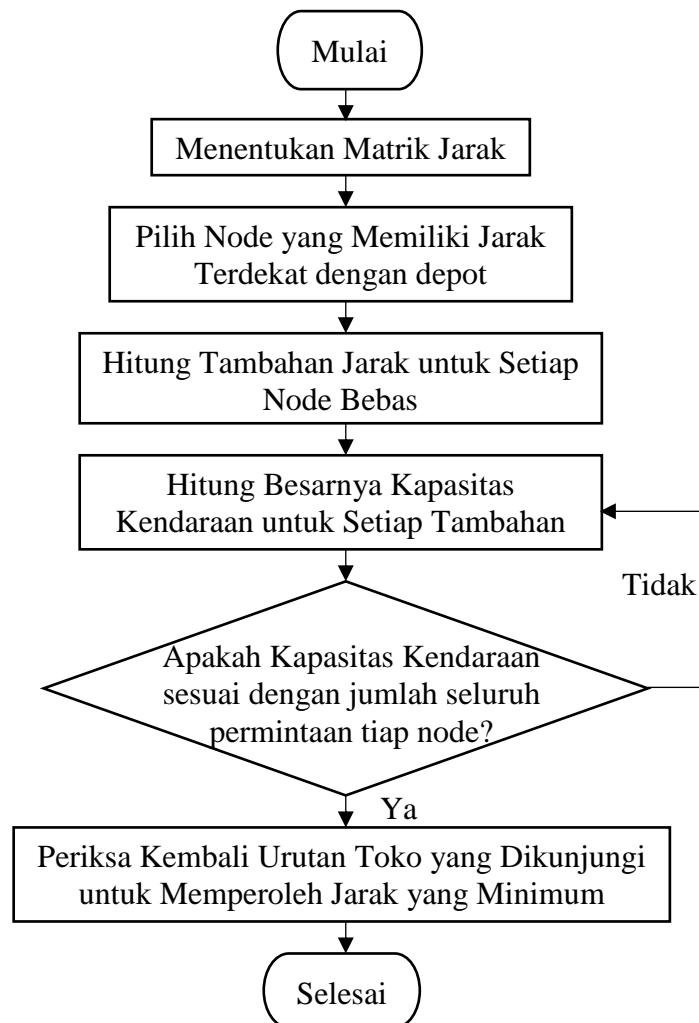 Mulai
Menentukan Matrik Jarak
Pilih Node yang Memiliki Jarak
Terdekat dengan depot
Hitung Tambahan Jarak untuk Setiap
Node Bebas
Hitung Besarnya Kapasitas
Kendaraan untuk Setiap Tambahan
Tidak
Apakah Kapasitas Kendaraan
sesuai dengan jumlah seluruh
permintaan tiap node?
Ya
Periksa Kembali Urutan Toko yang Dikunjungi
untuk Memperoleh Jarak yang Minimum
Selesai